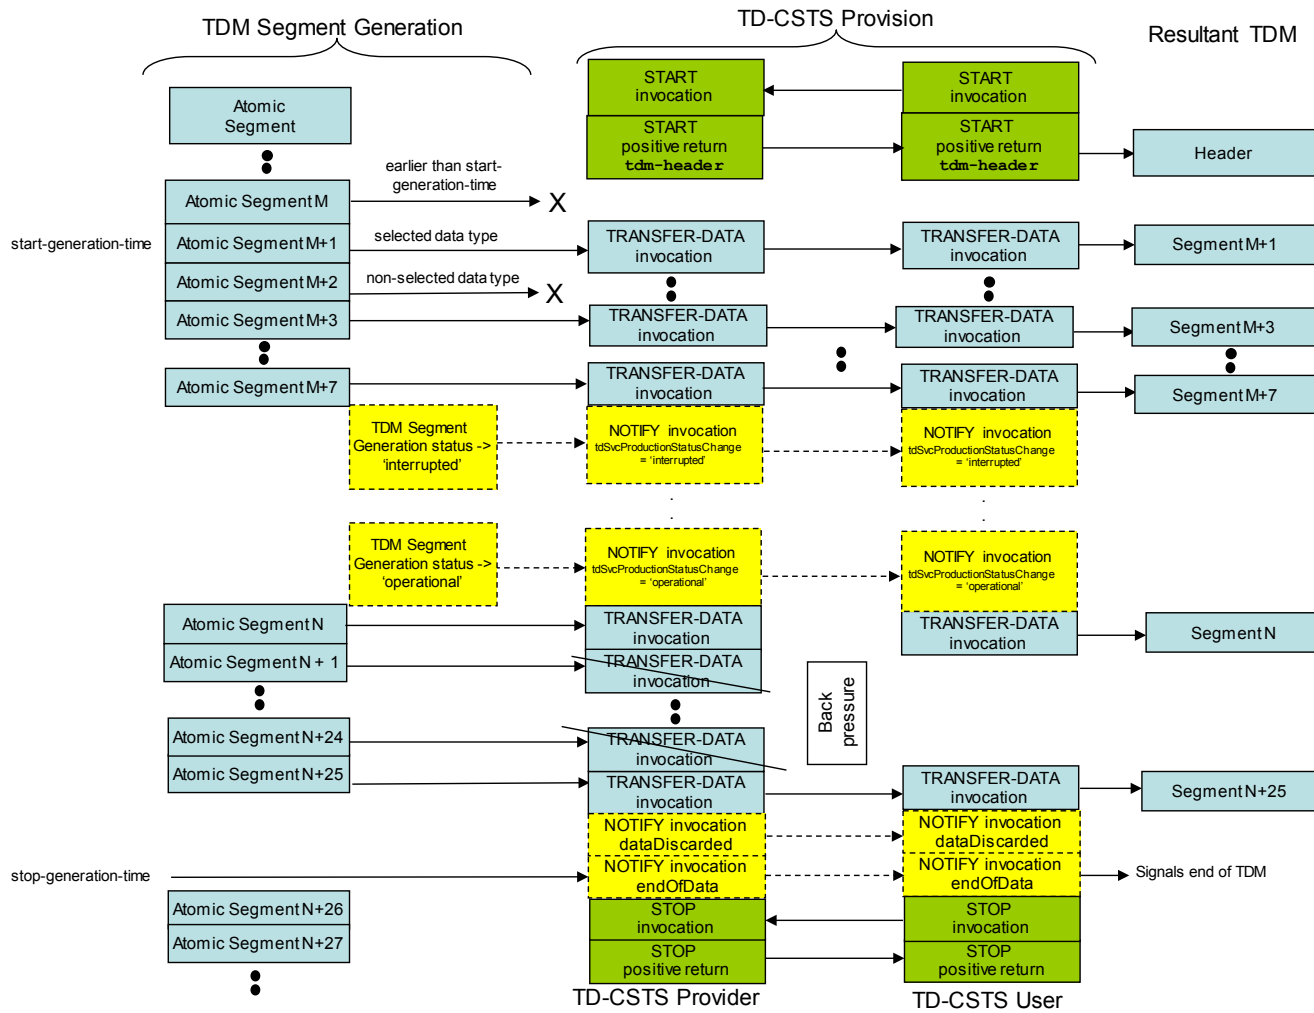 TDM Segment Generation
TD-CSTS Provision
Resultant TDM
Atomic
Segment
START
invocation
START
invocation
START
positive return
tdm-header
START
positive return
tdm-header
Header
earlier than start-
generation-time
Atomic Segment M
X
start-generation-time
Atomic Segment M+1
selected data type
TRANSFER-DATA
invocation
TRANSFER-DATA
invocation
Segment M+1
Atomic Segment M+2
non-selected data type
X
Atomic Segment M+3
TRANSFER-DATA
invocation
TRANSFER-DATA
invocation
Segment M+3
Atomic Segment M+7
TRANSFER-DATA
invocation
TRANSFER-DATA
invocation
Segment M+7
TDM Segment
Generation status ->
‘interrupted’
NOTIFY invocation
tdSvcProductionStatusChange
= ‘interrupted’
NOTIFY invocation
tdSvcProductionStatusChange
= ‘interrupted’
TDM Segment
Generation status ->
‘operational’
NOTIFY invocation
tdSvcProductionStatusChange
= ‘operational’
NOTIFY invocation
tdSvcProductionStatusChange
= ‘operational’
Atomic Segment N
TRANSFER-DATA
invocation
TRANSFER-DATA
invocation
Segment N
Atomic Segment N + 1
TRANSFER-DATA
invocation
Back
pressure
Atomic Segment N+24
TRANSFER-DATA
invocation
Atomic Segment N+25
TRANSFER-DATA
invocation
TRANSFER-DATA
invocation
Segment N+25
NOTIFY invocation
dataDiscarded
NOTIFY invocation
dataDiscarded
stop-generation-time
NOTIFY invocation
endOfData
NOTIFY invocation
endOfData
Signals end of TDM
Atomic Segment N+26
STOP
invocation
STOP
invocation
Atomic Segment N+27
STOP
positive return
STOP
positive return
TD-CSTS Provider
TD-CSTS User